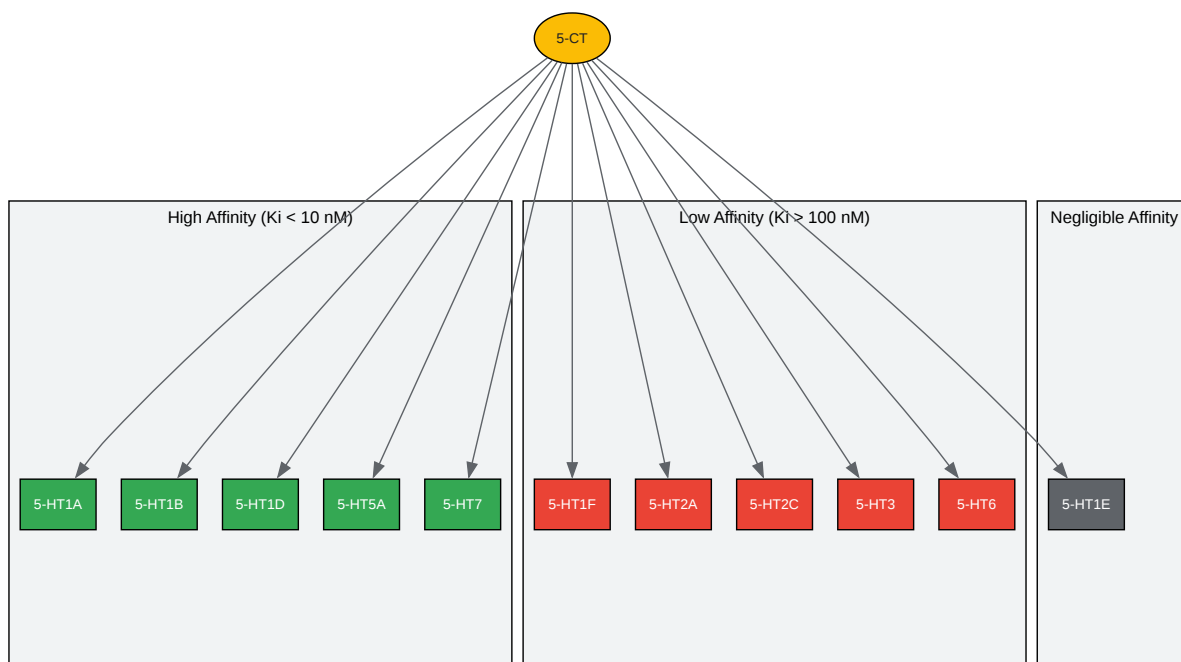 5-CT
High Affinity (Ki < 10 nM)
Low Affinity (Ki > 100 nM)
Negligible Affinity
5-HT1A
5-HT1B
5-HT1D
5-HT5A
5-HT7
5-HT1F
5-HT2A
5-HT2C
5-HT3
5-HT6
5-HT1E